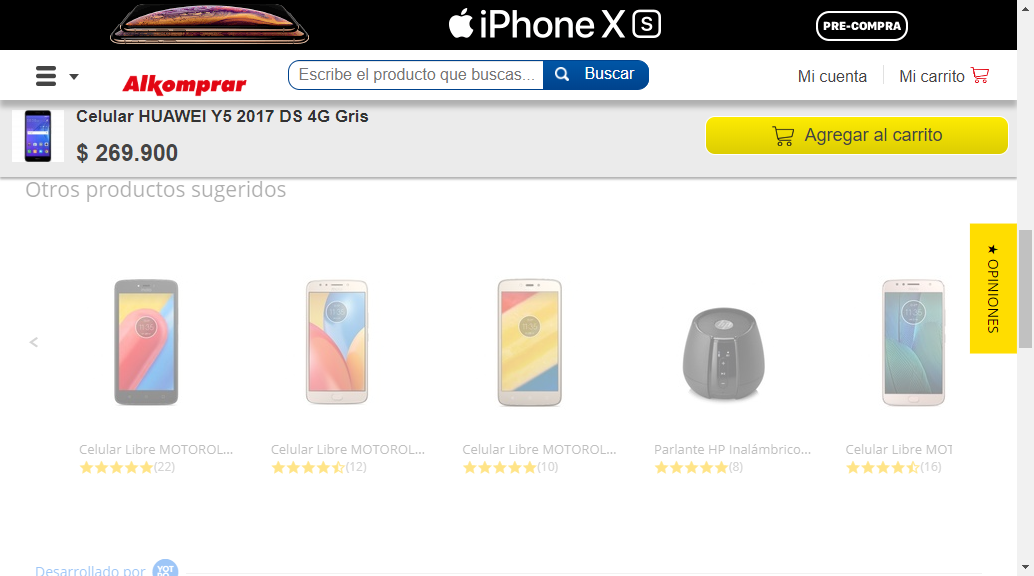 iPhone XS
PRE-COMPRA
Alkomprar
Escribe el producto que buscas...
Buscar
Mi cuenta
Mi carrito
Celular HUAWEI Y5 2017 DS 4G Gris
$ 269.900
Agregar al carrito
Otros productos sugeridos
★ OPINIONES
<
Celular Libre MOTOROL...
(22)
Celular Libre MOTOROL...
(12)
Celular Libre MOTOROL...
(10)
Parlante HP Inalámbrico...
(8)
Celular Libre MOT
(16)
Desarrollado por
YOT